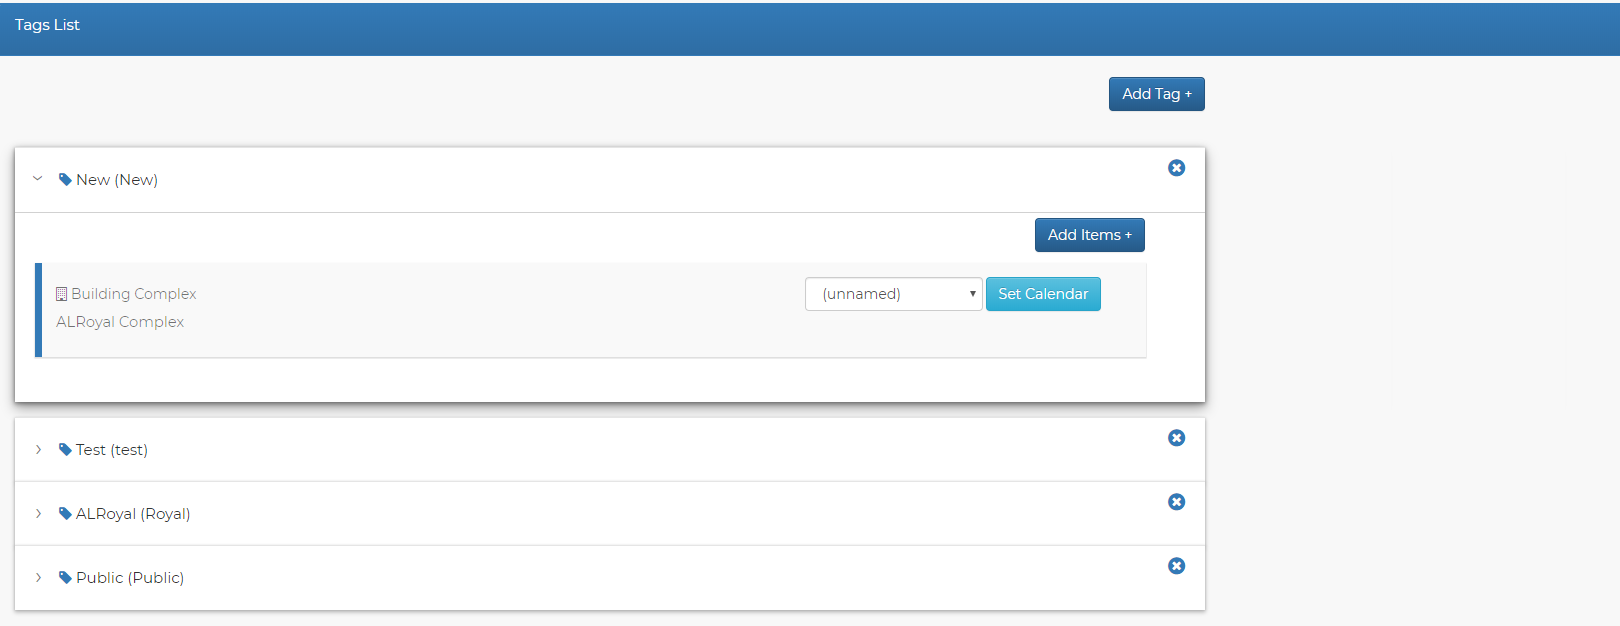 Tags List
Add Tag +
New (New)
Add Items +
Building Complex
(unnamed)
Set Calendar
ALRoyal Complex
Test (test)
ALRoyal (Royal)
Public (Public)